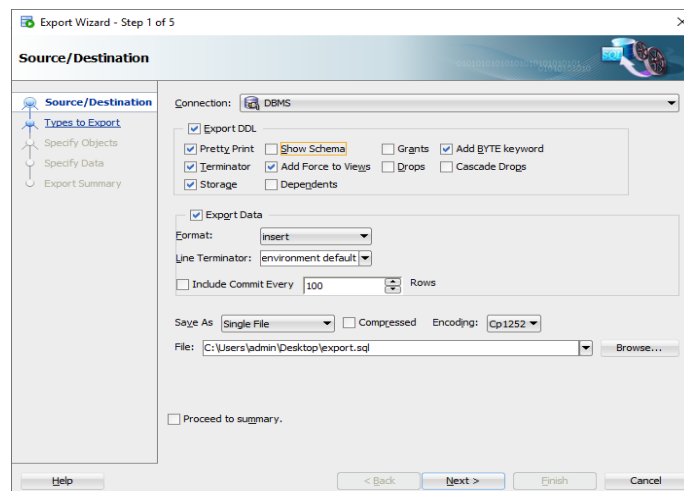 Export Wizard - Step 1 of 5
Source/Destination
Source/Destination
Types to Export
Specify Objects
Specify Data
Export Summary
Connection: DBMS
Export DDL
Pretty Print Show Schema Grants Add BYTE keyword
Terminator Add Force to Views Drops Cascade Drops
Storage Dependents
Export Data
Format: insert
Line Terminator: environment default
Include Commit Every 100 Rows
Save As Single File Compressed Encoding: Cp1252
File: C:\Users\admin\Desktop\export.sql Browse...
Proceed to summary.
Help < Back Next > Finish Cancel